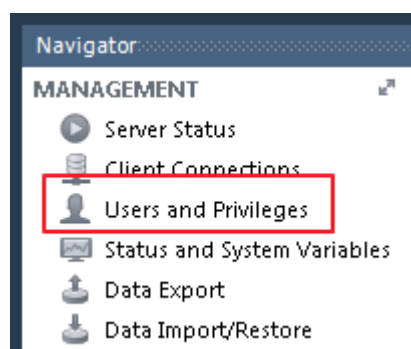 Navigator
MANAGEMENT
Server Status
Client Connections
Users and Privileges
Status and System Variables
Data Export
Data Import/Restore